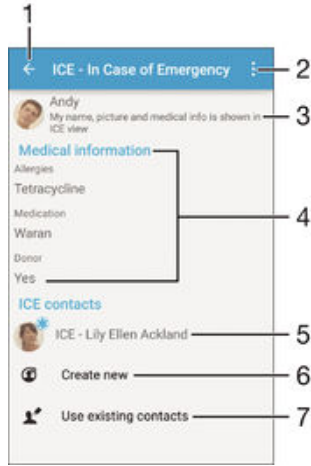 1
ICE - In Case of Emergency
2
Andy
My name, picture and medical info is shown in
ICE view
3
Medical information
Allergies
Tetracycline
Medication
Waran
4
Donor
Yes
ICE contacts
ICE - Lily Ellen Ackland
5
Create new
6
Use existing contacts
7